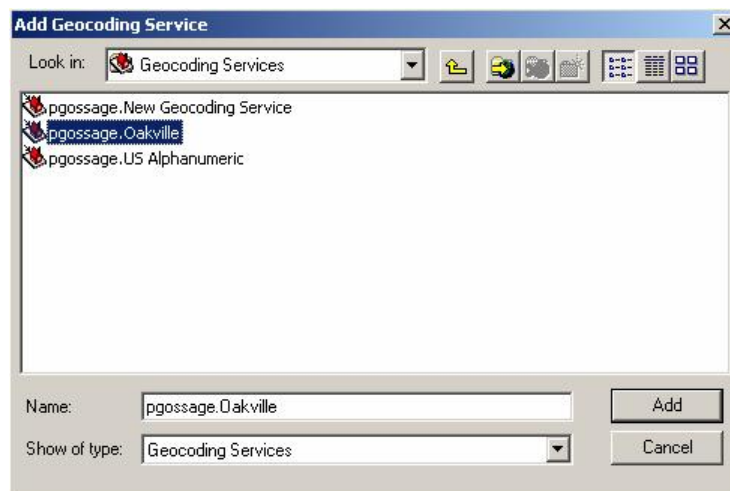 Add Geocoding Service
Look in: Geocoding Services
pgossage.New Geocoding Service
pgossage.Oakville
pgossage.US Alphanumeric
Name: pgossage.Oakville Add
Show of type: Geocoding Services Cancel